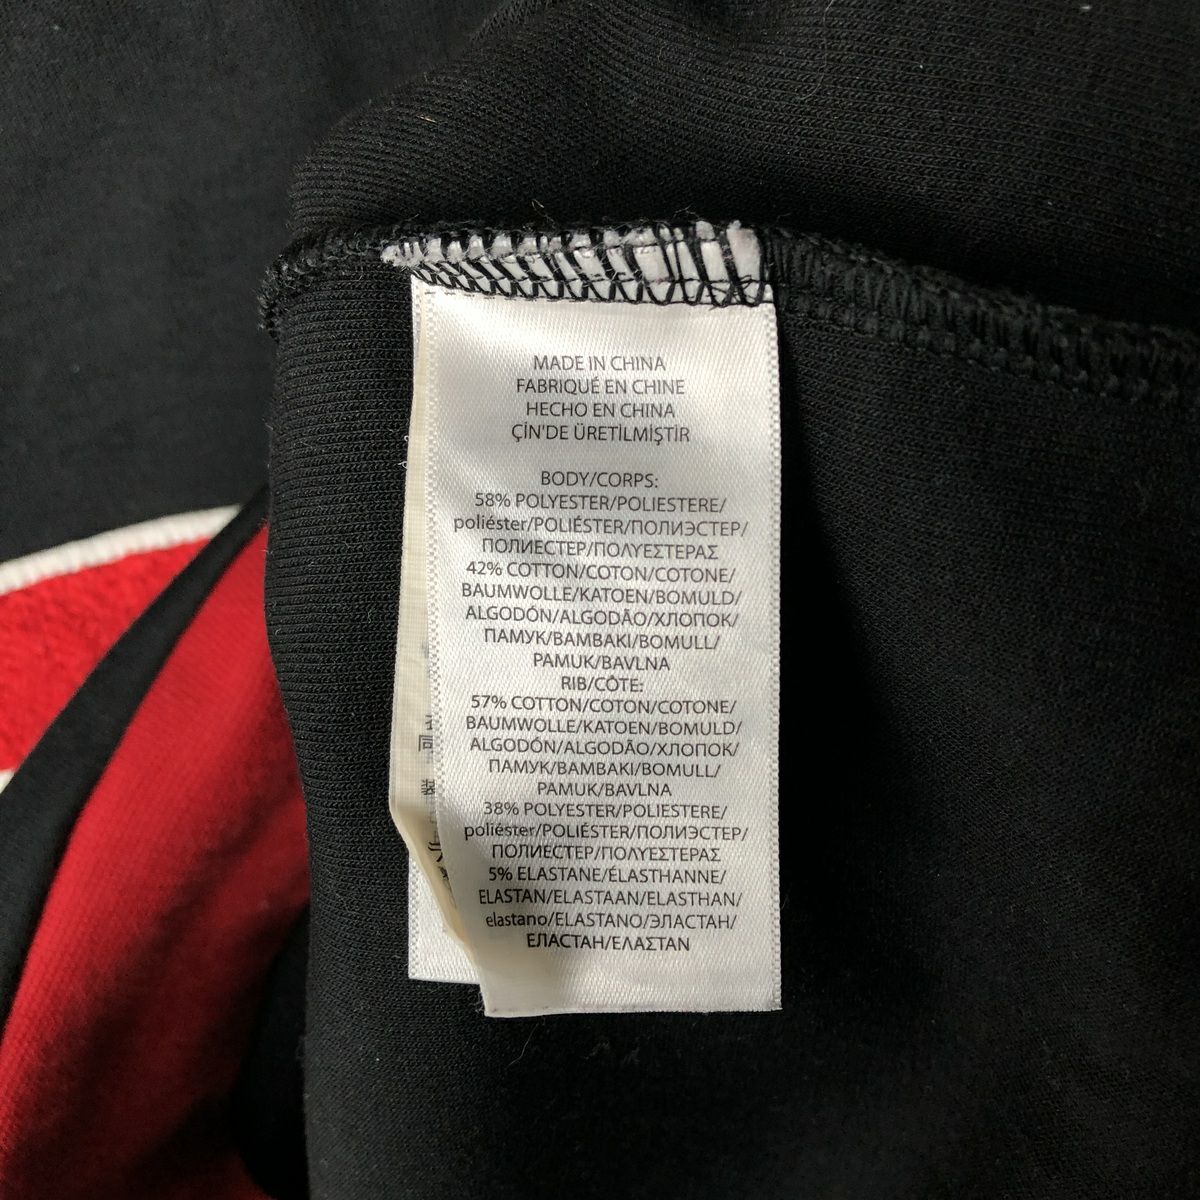 MADE IN CHINA
FABRIQUÉ EN CHINE
HECHO EN CHINA
ÇİN'DE ÜRETİLMİŞTİR
BODY/CORPS:
58% POLYESTER/POLIESTERE/
poliéster/POLIÉSTER/ПОЛИЭСТЕР/
ПОЛИЕСТЕР/ΠΟΛΥΕΣΤΕΡΑΣ
42% COTTON/COTON/COTONE/
BAUMWOLLE/KATOEN/BOMULD/
ALGODÓN/ALGODÃO/ХЛОПОК/
ПАМУК/BAMBAKI/BOMULL/
PAMUK/BAVLNA
RIB/CÔTE:
57% COTTON/COTON/COTONE/
BAUMWOLLE/KATOEN/BOMULD/
ALGODÓN/ALGODÃO/ХЛОПОК/
ПАМУК/BAMBAKI/BOMULL/
PAMUK/BAVLNA
38% POLYESTER/POLIESTERE/
poliéster/POLIÉSTER/ПОЛИЭСТЕР/
ПОЛИЕСТЕР/ΠΟΛΥΕΣΤΕΡΑΣ
5% ELASTANE/ÉLASTHANNE/
ELASTAN/ELASTAAN/ELASTHAN/
elastano/ELASTANO/ЭЛАСТАН/
ЕЛАСТАН/ΕΛΑΣΤΑΝ